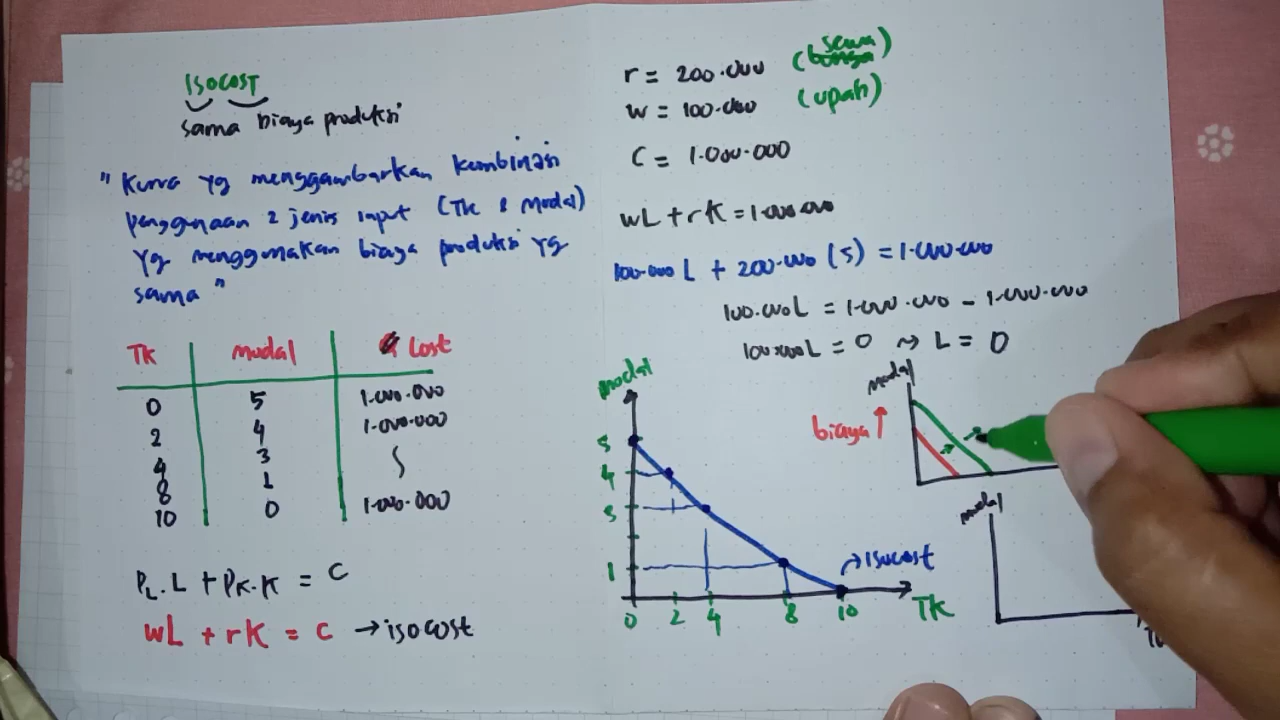 ISOCOST
sama biaya produksi
"Kurva yg menggambarkan kombinasi
penggunaan 2 jenis input (TK & Modal)
yg menggunakan biaya produksi yg
sama"
TK modal Cost
0 5 1.000.000
2 4 1.000.000
4 3
8 1
10 0 1.000.000
PL.L + PK.K = C
wL + rK = C → isocost
r = 200.000 (sewa)
w = 100.000 (upah)
C = 1.000.000
wL + rK = 1.000.000
100.000 L + 200.000 (5) = 1.000.000
100.000L = 1.000.000 - 1.000.000
100.000L = 0 → L = 0
modal
5
4
3
1
0 2 4 8 10 TK
isocost
modal
biaya ↑
modal